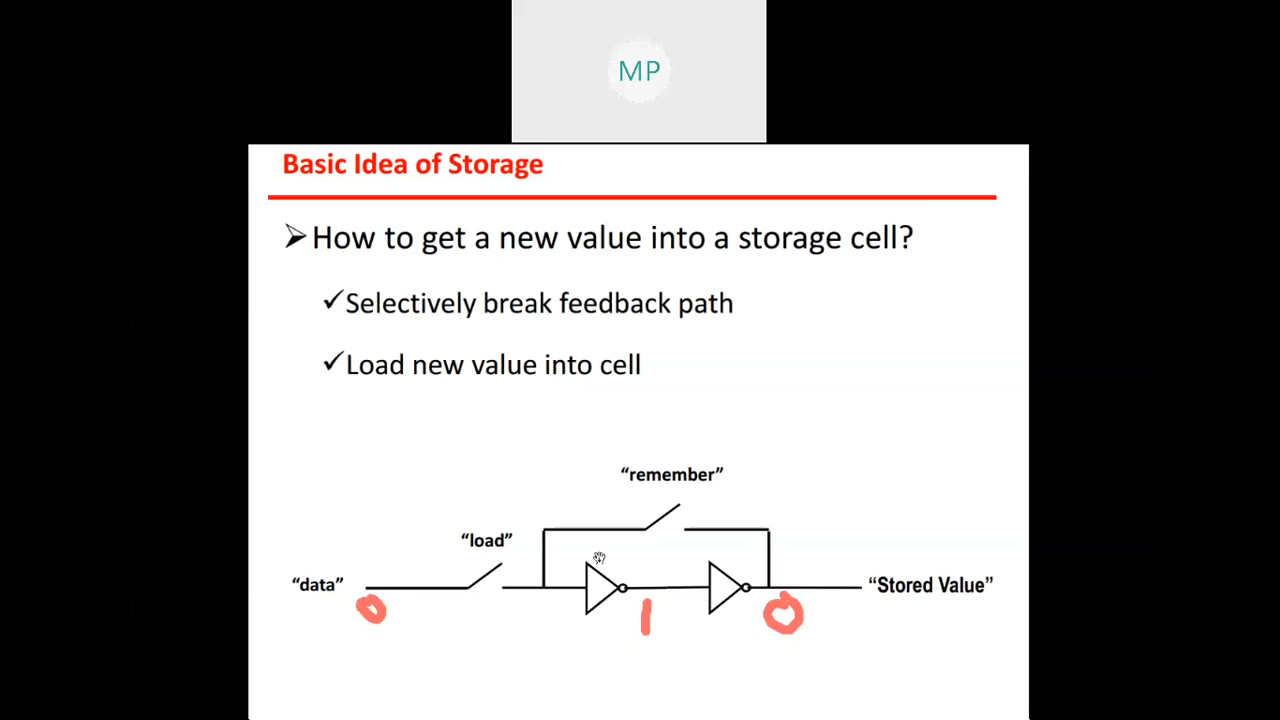 MP
Basic Idea of Storage
➢How to get a new value into a storage cell?
✓Selectively break feedback path
✓Load new value into cell
“remember”
“load”
“data” “Stored Value”
0 1 0